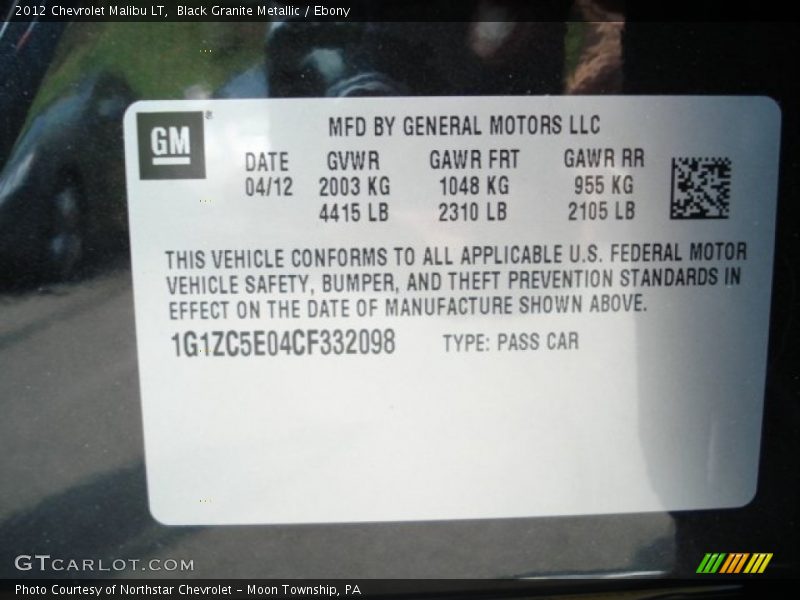 2012 Chevrolet Malibu LT, Black Granite Metallic / Ebony
GM®
MFD BY GENERAL MOTORS LLC
DATE GVWR GAWR FRT GAWR RR
04/12 2003 KG 1048 KG 955 KG
4415 LB 2310 LB 2105 LB
THIS VEHICLE CONFORMS TO ALL APPLICABLE U.S. FEDERAL MOTOR
VEHICLE SAFETY, BUMPER, AND THEFT PREVENTION STANDARDS IN
EFFECT ON THE DATE OF MANUFACTURE SHOWN ABOVE.
1G1ZC5E04CF332098 TYPE: PASS CAR
GTCARLOT.COM
Photo Courtesy of Northstar Chevrolet - Moon Township, PA